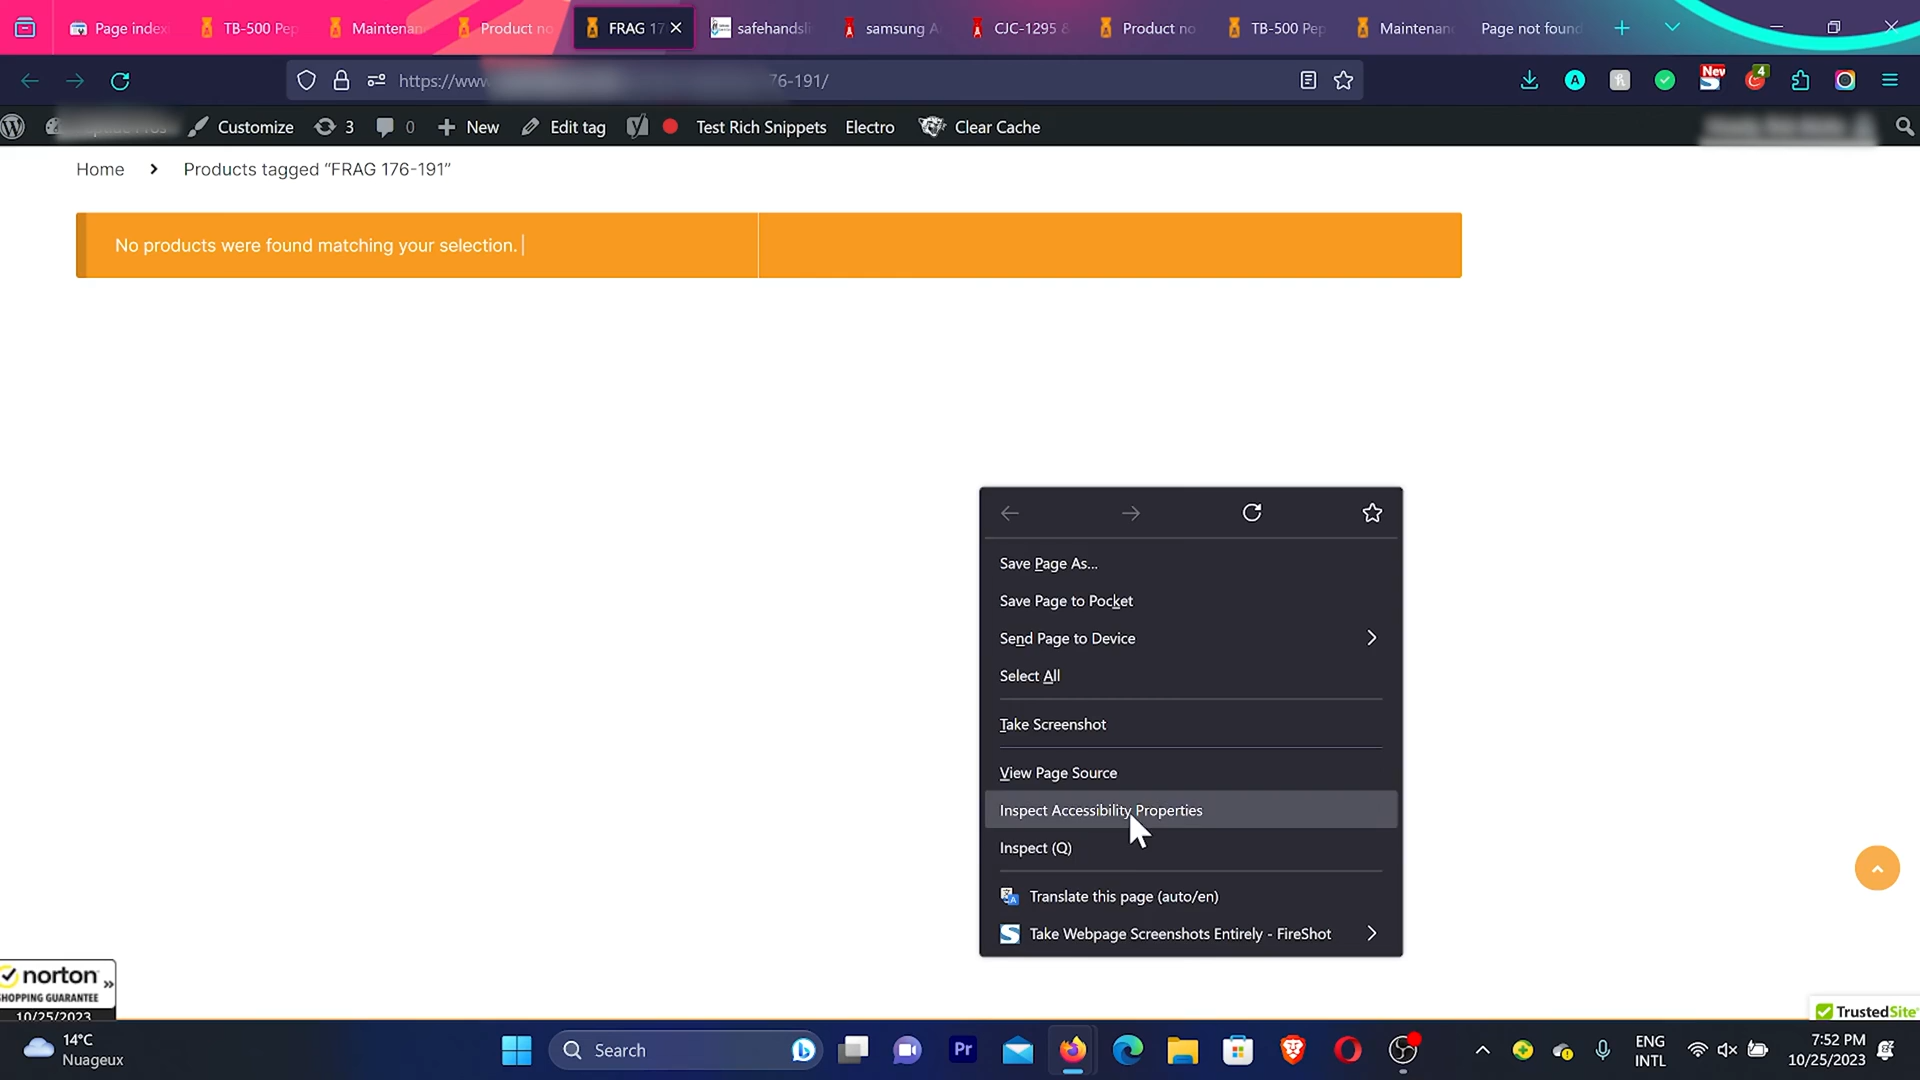 Page index
TB-500 Pep
Maintenan
Product no
FRAG 17
safehandsli
samsung A
CJC-1295 &
Product no
TB-500 Pep
Maintenan
Page not found
https://www. 76-191/
New
4
Customize
3
0
New
Edit tag
Test Rich Snippets
Electro
Clear Cache
Home
Products tagged “FRAG 176-191”
No products were found matching your selection.
Save Page As...
Save Page to Pocket
Send Page to Device
Select All
Take Screenshot
View Page Source
Inspect Accessibility Properties
Inspect (Q)
Translate this page (auto/en)
Take Webpage Screenshots Entirely - FireShot
norton
SHOPPING GUARANTEE
10/25/2023
TrustedSite
14°C
Nuageux
Search
Pr
ENG
INTL
7:52 PM
10/25/2023